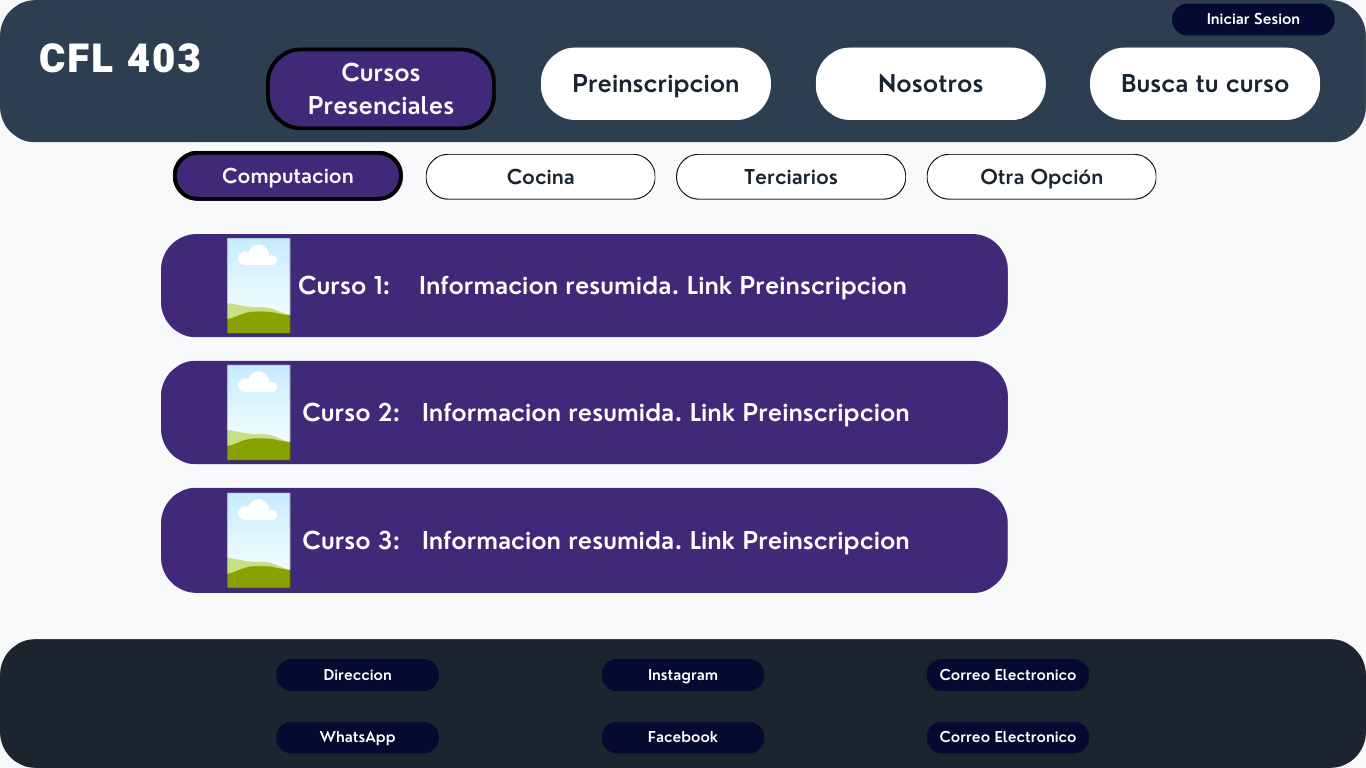 Iniciar Sesion
CFL 403
Cursos
Presenciales
Preinscripcion
Nosotros
Busca tu curso
Computacion
Cocina
Terciarios
Otra Opción
Curso 1: Informacion resumida. Link Preinscripcion
Curso 2: Informacion resumida. Link Preinscripcion
Curso 3: Informacion resumida. Link Preinscripcion
Direccion
Instagram
Correo Electronico
WhatsApp
Facebook
Correo Electronico